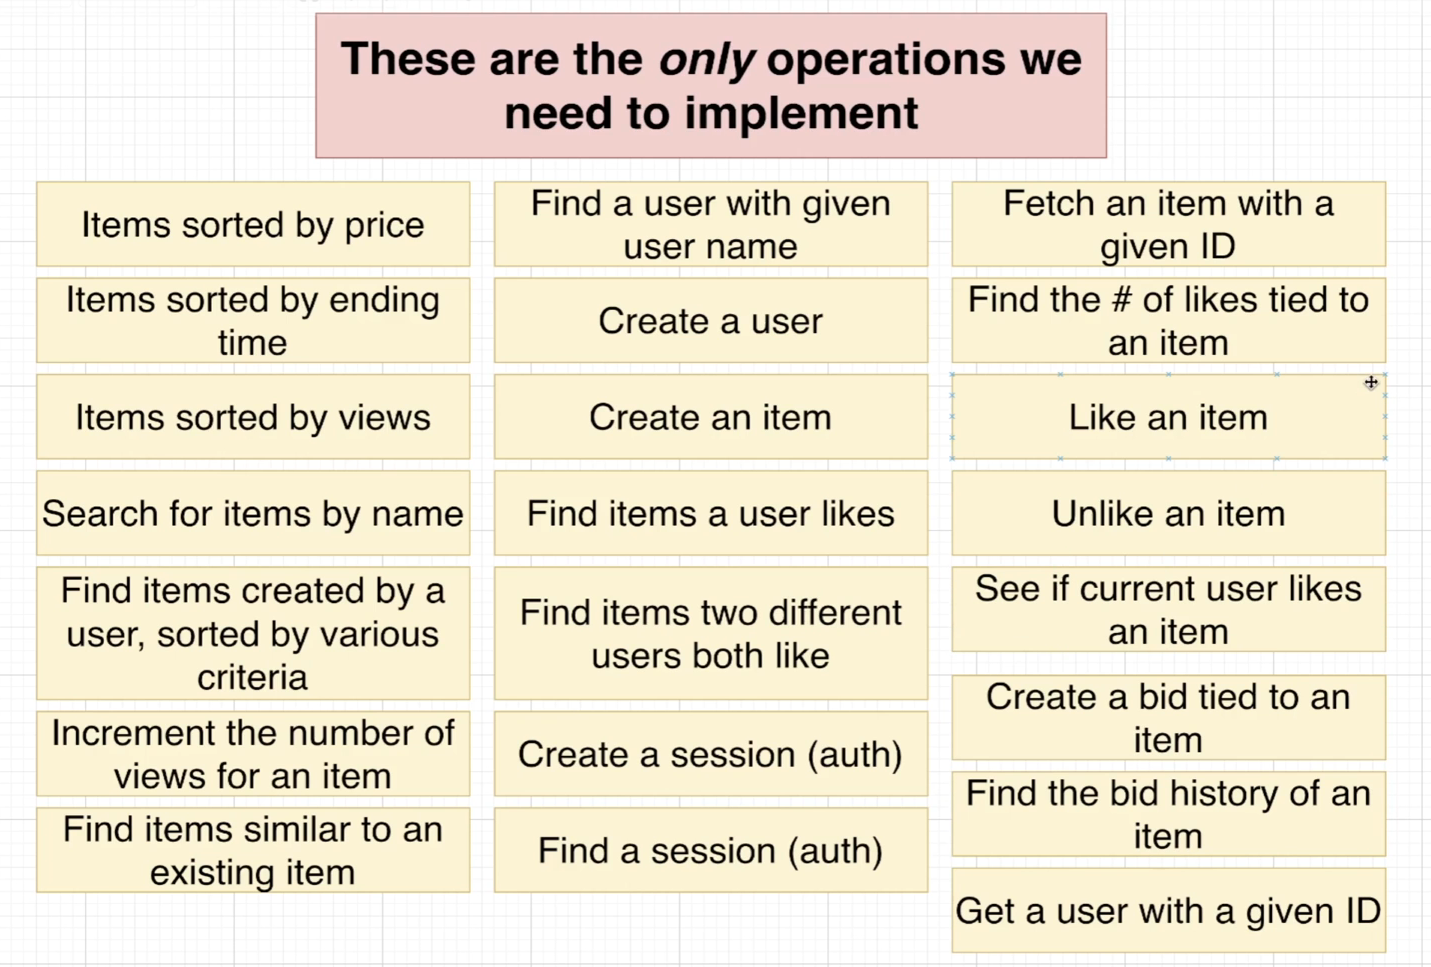 These are the only operations we
need to implement
Items sorted by price
Items sorted by ending
time
Items sorted by views
Search for items by name
Find items created by a
user, sorted by various
criteria
Increment the number of
views for an item
Find items similar to an
existing item
Find a user with given
user name
Create a user
Create an item
Find items a user likes
Find items two different
users both like
Create a session (auth)
Find a session (auth)
Fetch an item with a
given ID
Find the # of likes tied to
an item
Like an item
Unlike an item
See if current user likes
an item
Create a bid tied to an
item
Find the bid history of an
item
Get a user with a given ID